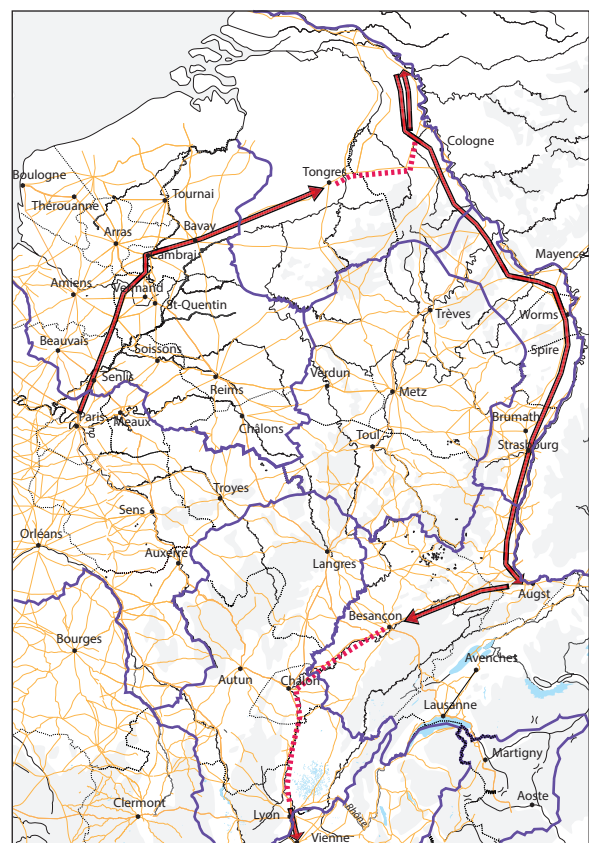 Cologne
Boulogne
Tongres
Tournai
Thérouanne
Arras
Bavay
Cambrai
Mayence
Amiens
Vermand
St-Quentin
Trèves
Worms
Beauvais
Soissons
Spire
Senlis
Reims
Verdun
Metz
Paris
Meaux
Châlons
Brumath
Toul
Strasbourg
Troyes
Sens
Orléans
Auxerre
Langres
Augst
Besançon
Bourges
Avenches
Autun
Châlon
Lausanne
Martigny
Clermont
Aoste
Lyon
Rhône
Vienne